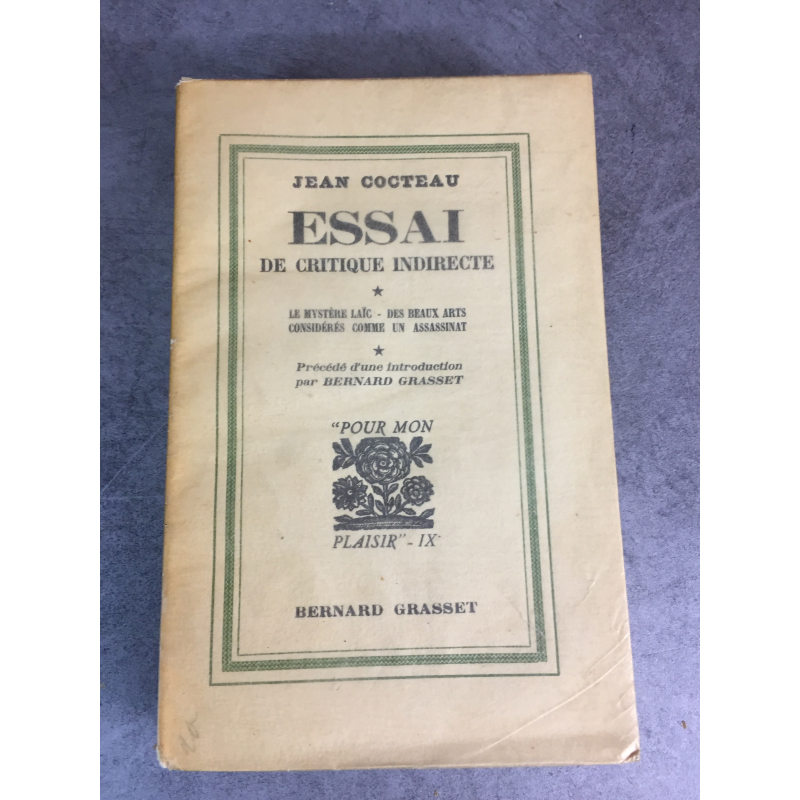 JEAN COCTEAU
ESSAI
DE CRITIQUE INDIRECTE
★
LE MYSTÈRE LAÏC - DES BEAUX ARTS
CONSIDÉRÉS COMME UN ASSASSINAT
★
Précédé d'une introduction
par BERNARD GRASSET
"POUR MON
PLAISIR" - IX
BERNARD GRASSET